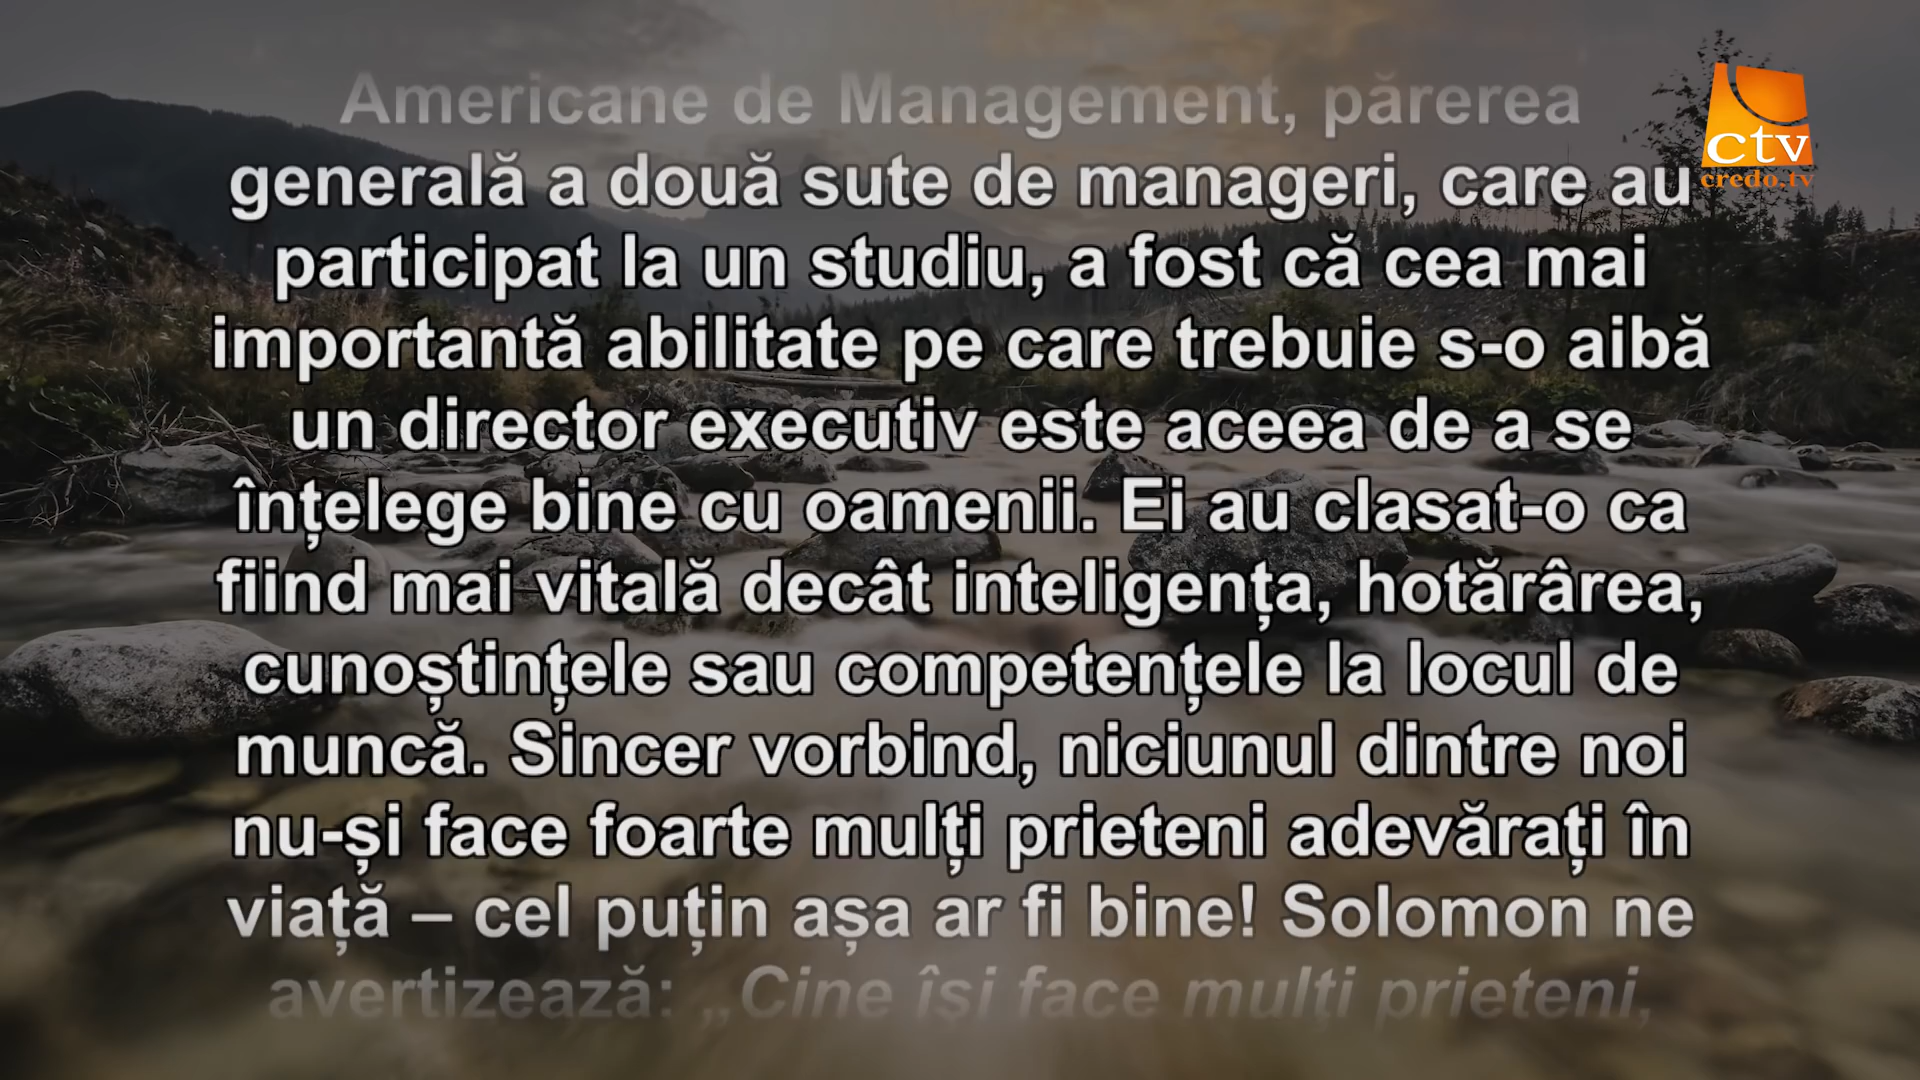 Americane de Management, părerea
generală a două sute de manageri, care au
participat la un studiu, a fost că cea mai
importantă abilitate pe care trebuie s-o aibă
un director executiv este aceea de a se
înțelege bine cu oamenii. Ei au clasat-o ca
fiind mai vitală decât inteligența, hotărârea,
cunoștințele sau competențele la locul de
muncă. Sincer vorbind, niciunul dintre noi
nu-și face foarte mulți prieteni adevărați în
viață – cel puțin așa ar fi bine! Solomon ne
avertizează: „Cine își face mulți prieteni,
ctv
credo.tv